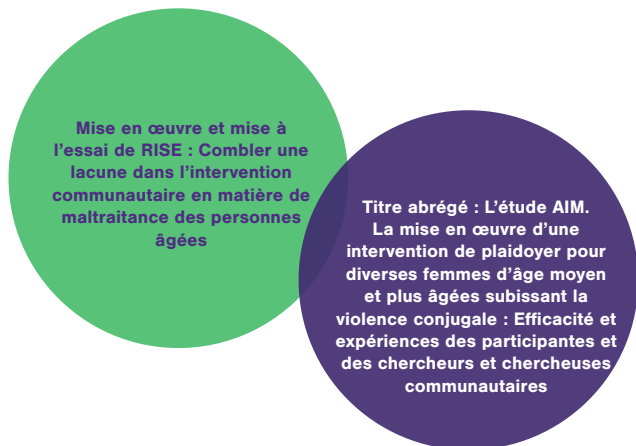 Mise en œuvre et mise à
l’essai de RISE : Combler une
lacune dans l’intervention
communautaire en matière de
maltraitance des personnes
âgées
Titre abrégé : L’étude AIM.
La mise en œuvre d’une
intervention de plaidoyer pour
diverses femmes d’âge moyen
et plus âgées subissant la
violence conjugale : Efficacité et
expériences des participantes et
des chercheurs et chercheuses
communautaires